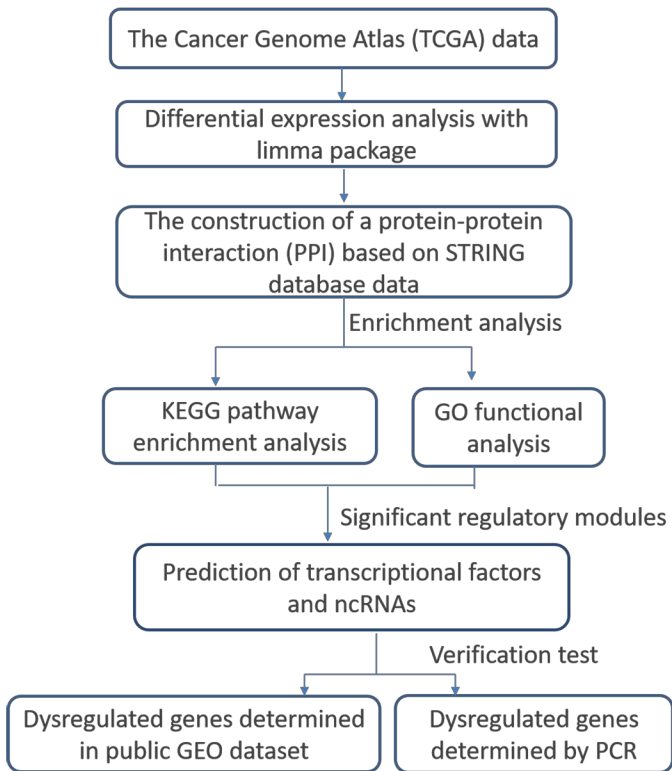 The Cancer Genome Atlas (TCGA) data
Differential expression analysis with
limma package
The construction of a protein-protein
interaction (PPI) based on STRING
database data
Enrichment analysis
KEGG pathway
enrichment analysis
GO functional
analysis
Significant regulatory modules
Prediction of transcriptional factors
and ncRNAs
Verification test
Dysregulated genes determined
in public GEO dataset
Dysregulated genes
determined by PCR